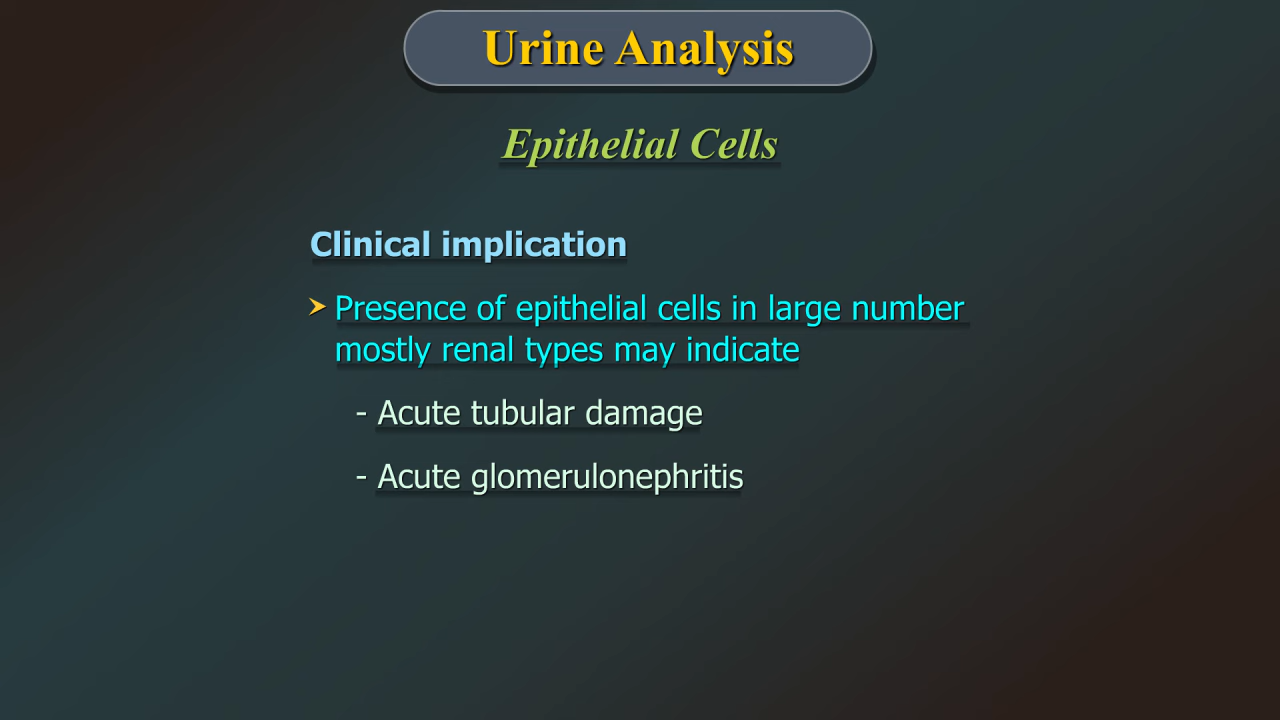 Urine Analysis
Epithelial Cells
Clinical implication
➤ Presence of epithelial cells in large number
mostly renal types may indicate
- Acute tubular damage
- Acute glomerulonephritis